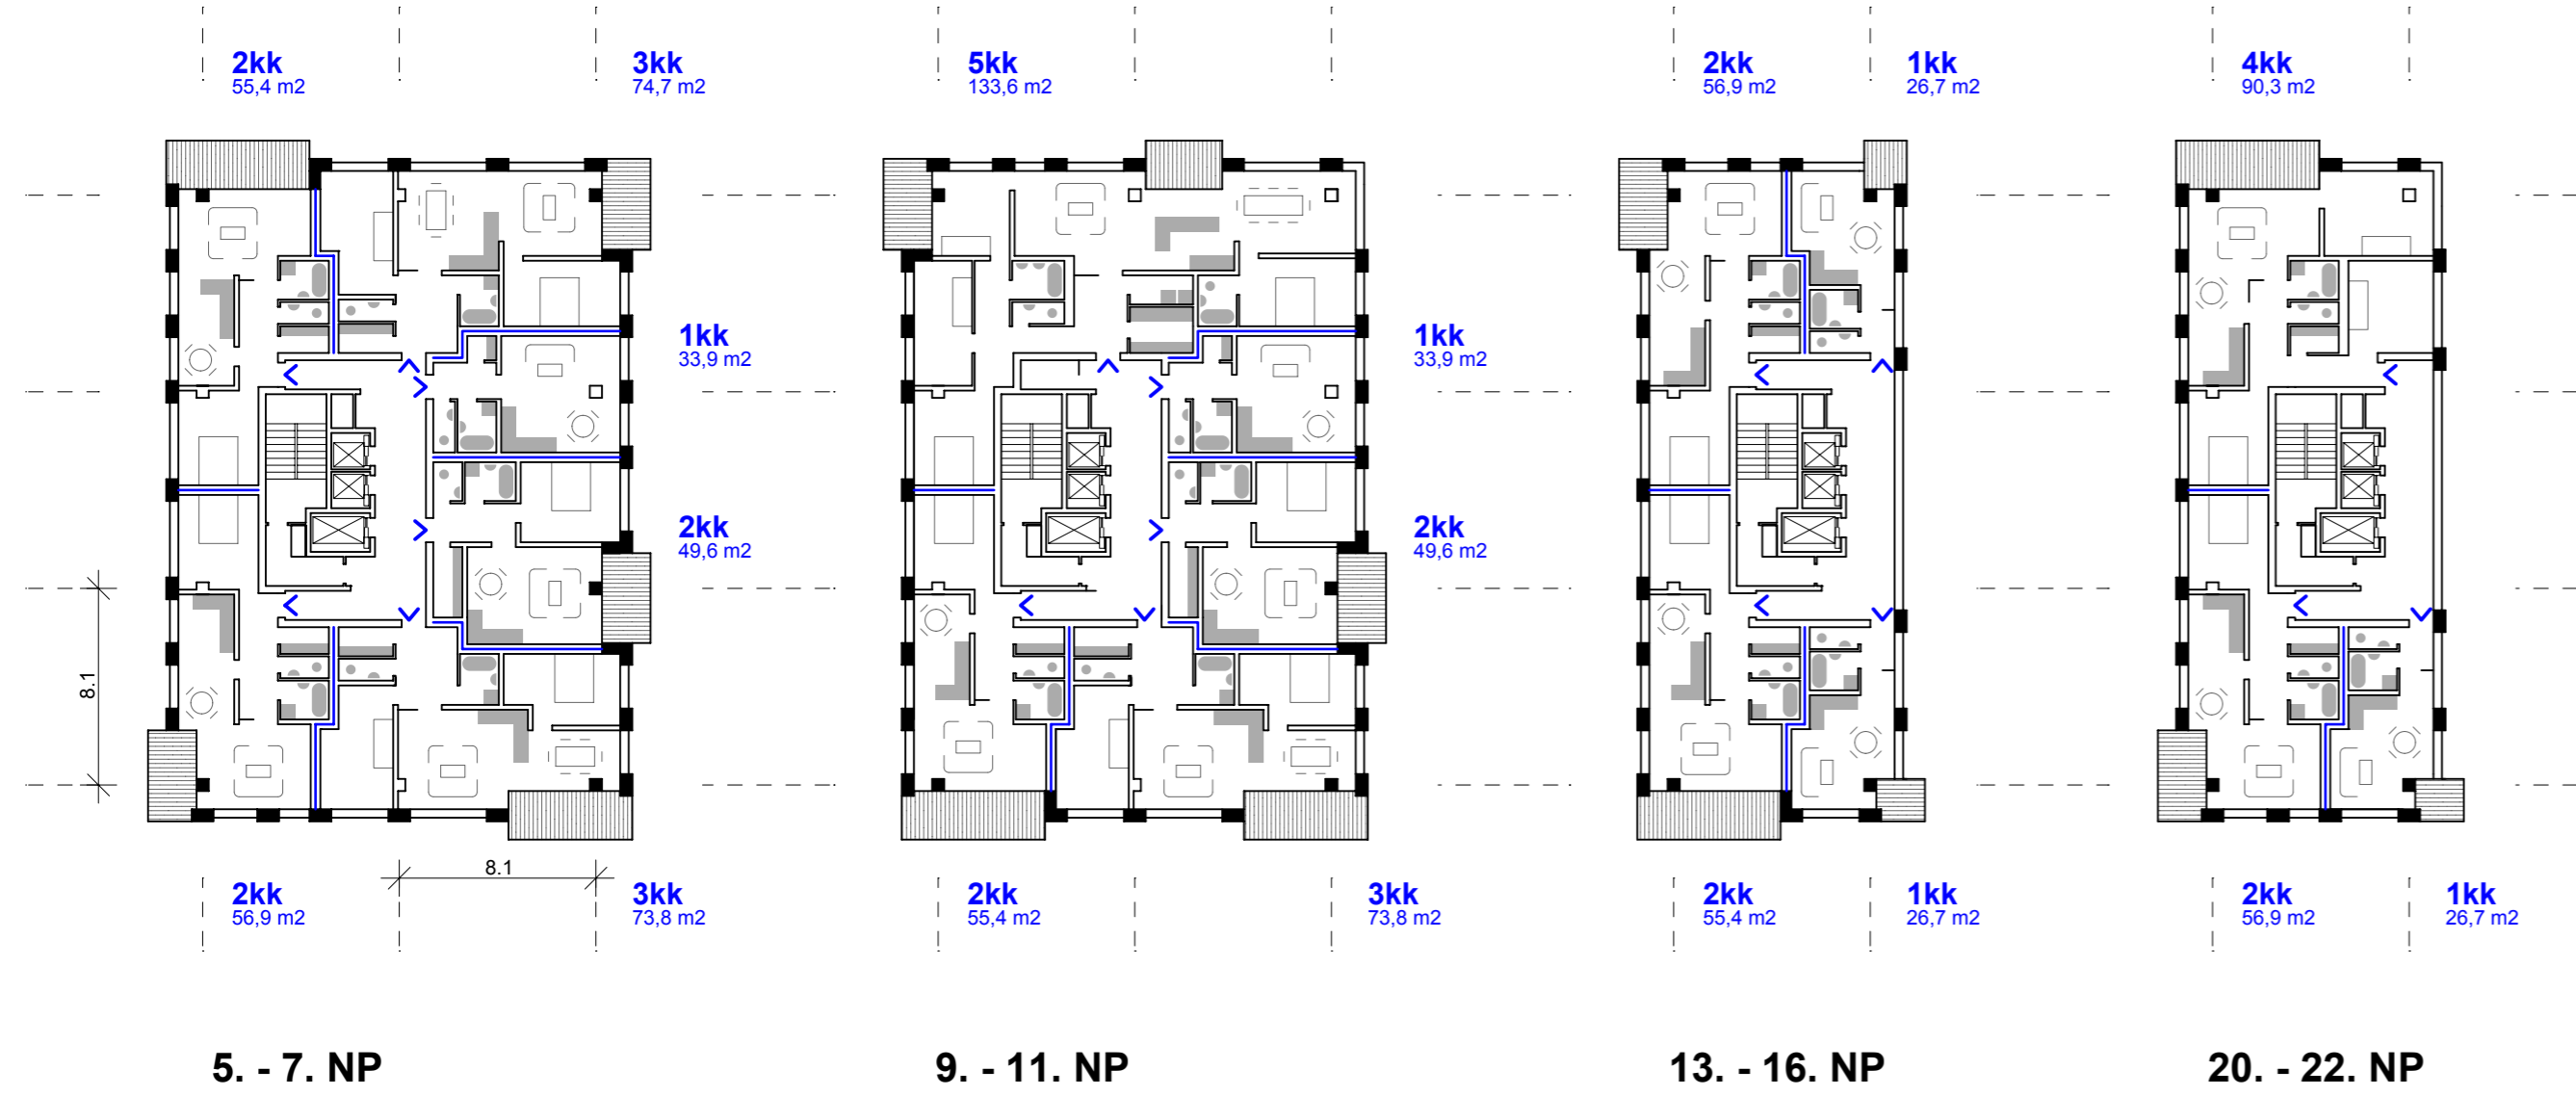 2kk
55,4 m2
3kk
74,7 m2
5kk
133,6 m2
2kk
56,9 m2
1kk
26,7 m2
4kk
90,3 m2
1kk
33,9 m2
1kk
33,9 m2
2kk
49,6 m2
2kk
49,6 m2
8.1
8.1
2kk
56,9 m2
3kk
73,8 m2
2kk
55,4 m2
3kk
73,8 m2
2kk
55,4 m2
1kk
26,7 m2
2kk
56,9 m2
1kk
26,7 m2
5. - 7. NP
9. - 11. NP
13. - 16. NP
20. - 22. NP